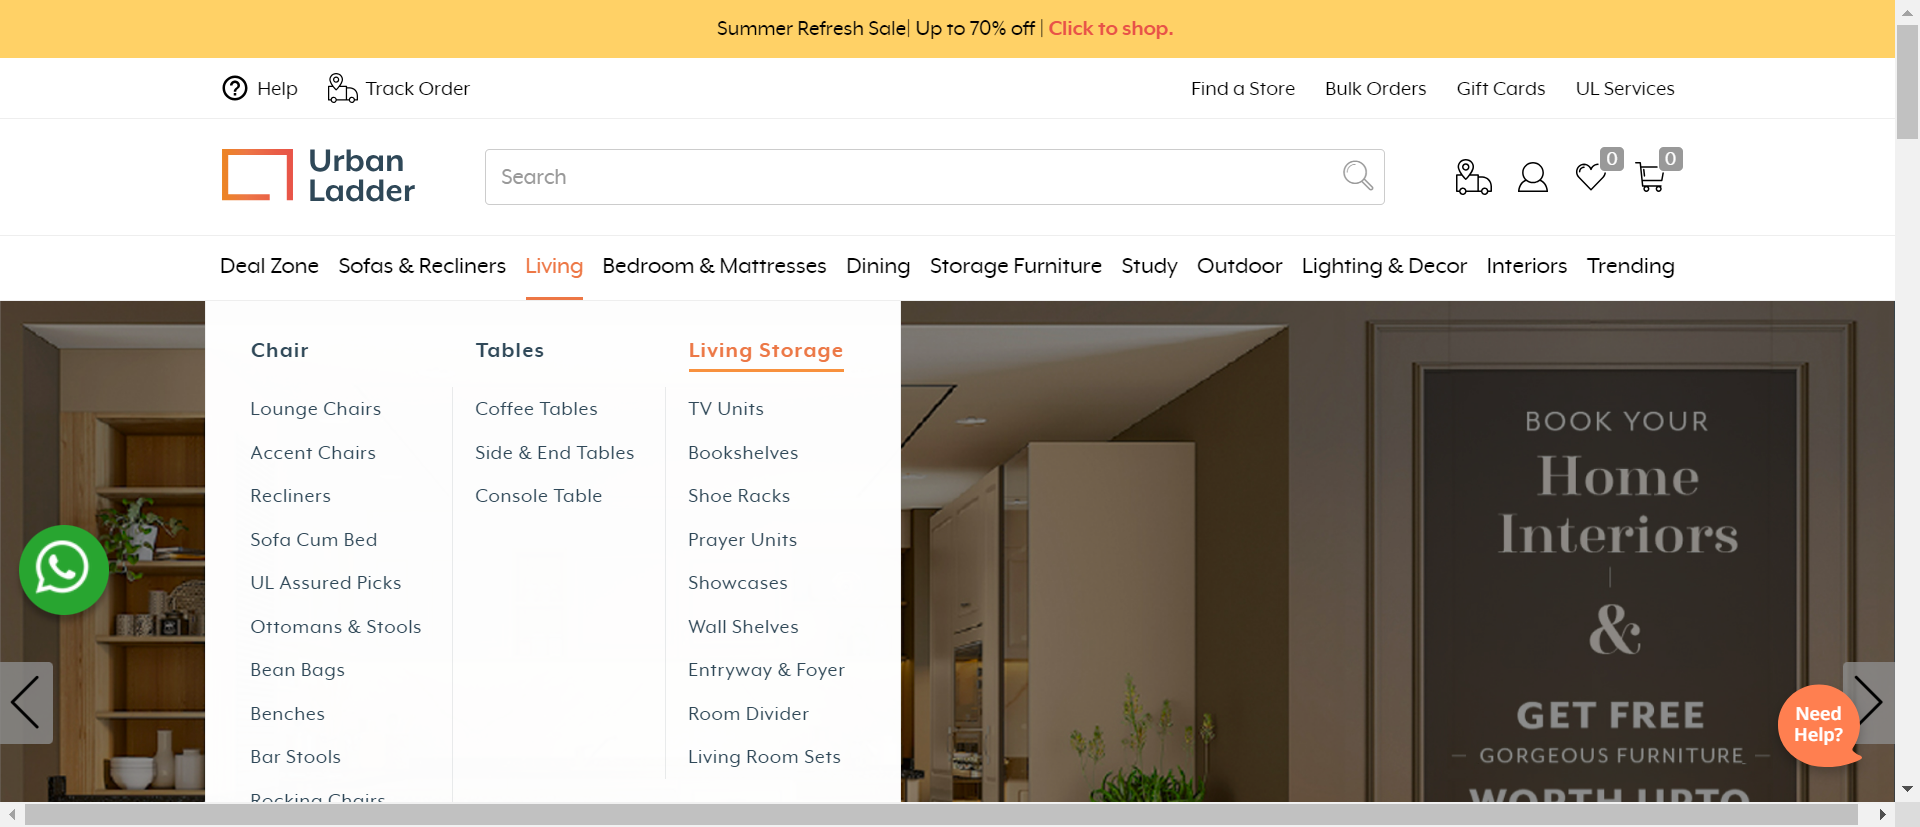 Summer Refresh Sale| Up to 70% off | Click to shop.
Help
Track Order
Find a Store
Bulk Orders
Gift Cards
UL Services
Urban
Ladder
Search
0
0
Deal Zone
Sofas & Recliners
Living
Bedroom & Mattresses
Dining
Storage Furniture
Study
Outdoor
Lighting & Decor
Interiors
Trending
Chair
Lounge Chairs
Accent Chairs
Recliners
Sofa Cum Bed
UL Assured Picks
Ottomans & Stools
Bean Bags
Benches
Bar Stools
Rocking Chairs
Tables
Coffee Tables
Side & End Tables
Console Table
Living Storage
TV Units
Bookshelves
Shoe Racks
Prayer Units
Showcases
Wall Shelves
Entryway & Foyer
Room Divider
Living Room Sets
BOOK YOUR
Home
Interiors
&
GET FREE
GORGEOUS FURNITURE
WORTH UPTO
Need
Help?